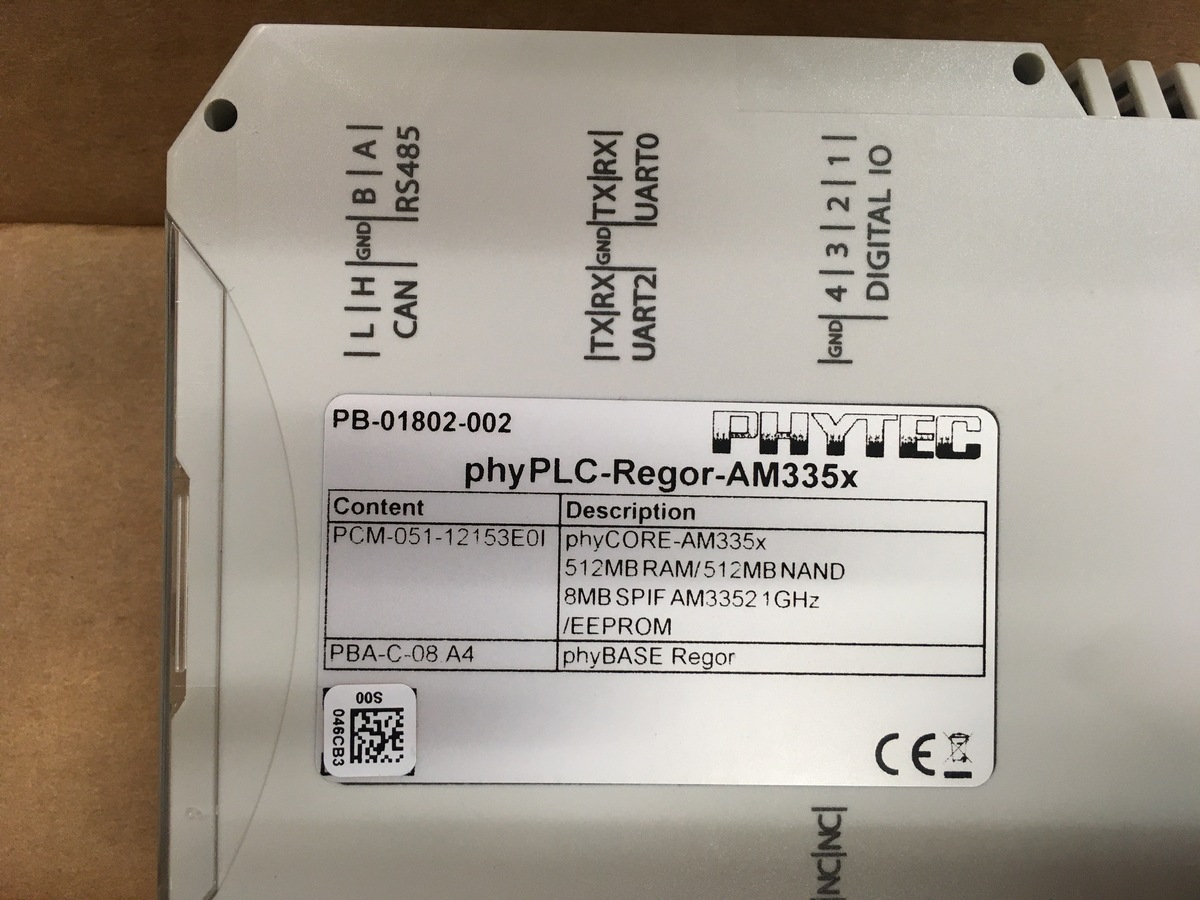 |L|H|GND|B|A|
CAN | |RS485
|TX|RX|GND|TX|RX|
UART2| |UART0
|GND|4|3|2|1|
|DIGITAL IO
PB-01802-002
PHYTEC
phyPLC-Regor-AM335x
Content Description
PCM-051-12153E0I phyCORE-AM335x
512MB RAM/512MB NAND
8MB SPIF AM3352 1GHz
/EEPROM
PBA-C-08.A4 phyBASE Regor
S00
046CB3
CE
NC|NC|